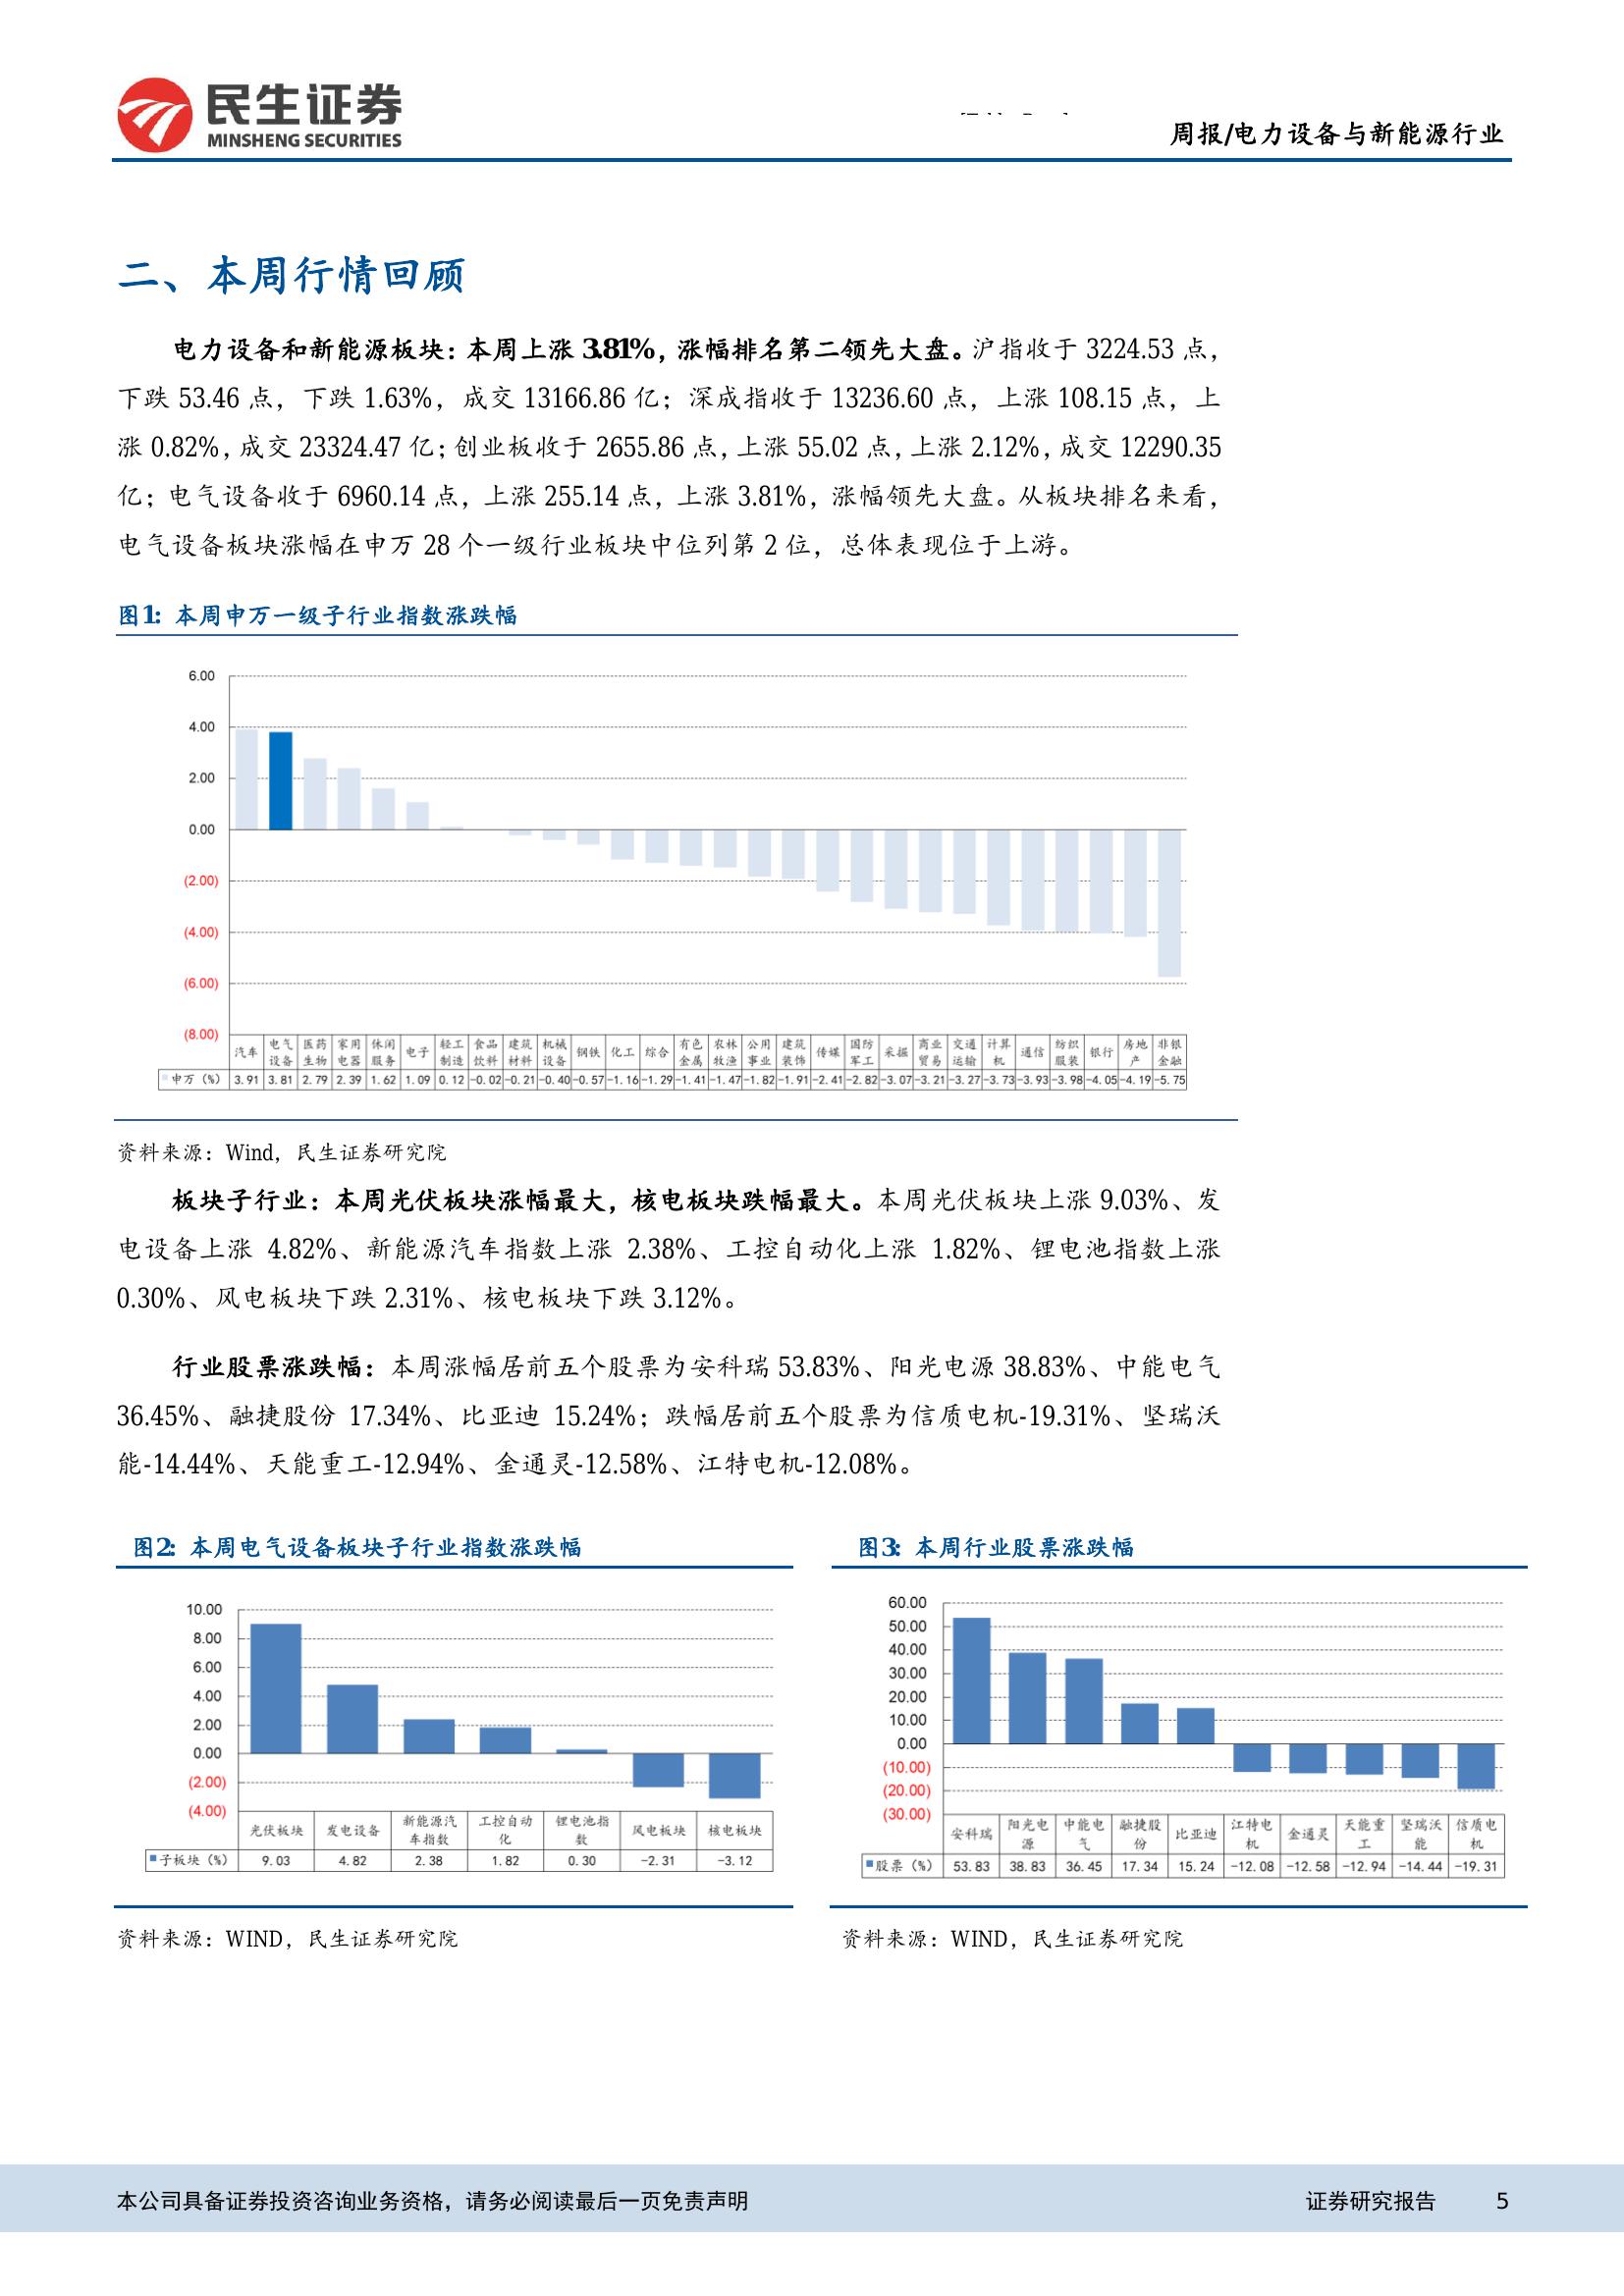 民生证券
MINSHENG SECURITIES
周报/电力设备与新能源行业
二、本周行情回顾
电力设备和新能源板块：本周上涨 3.81%，涨幅排名第二领先大盘。沪指收于 3224.53 点，
下跌 53.46 点，下跌 1.63%，成交 13166.86 亿；深成指收于 13236.60 点，上涨 108.15 点，上
涨 0.82%，成交 23324.47 亿；创业板收于 2655.86 点，上涨 55.02 点，上涨 2.12%，成交 12290.35
亿；电气设备收于 6960.14 点，上涨 255.14 点，上涨 3.81%，涨幅领先大盘。从板块排名来看，
电气设备板块涨幅在申万 28 个一级行业板块中位列第 2 位，总体表现位于上游。
图1：本周申万一级子行业指数涨跌幅
6.00
4.00
2.00
0.00
(2.00)
(4.00)
(6.00)
(8.00)
汽车 电气设备 医药生物 家用电器 休闲服务 电子 轻工制造 食品饮料 建筑材料 机械设备 钢铁 化工 综合 有色金属 农林牧渔 公用事业 建筑装饰 传媒 国防军工 采掘 商业贸易 交通运输 计算机 通信 纺织服装 银行 房地产 非银金融
申万（%） 3.91 3.81 2.79 2.39 1.62 1.09 0.12 -0.02 -0.21 -0.40 -0.57 -1.16 -1.29 -1.41 -1.47 -1.82 -1.91 -2.41 -2.82 -3.07 -3.21 -3.27 -3.73 -3.93 -3.98 -4.05 -4.19 -5.75
资料来源：Wind，民生证券研究院
板块子行业：本周光伏板块涨幅最大，核电板块跌幅最大。本周光伏板块上涨 9.03%、发
电设备上涨 4.82%、新能源汽车指数上涨 2.38%、工控自动化上涨 1.82%、锂电池指数上涨
0.30%、风电板块下跌 2.31%、核电板块下跌 3.12%。
行业股票涨跌幅：本周涨幅居前五个股票为安科瑞 53.83%、阳光电源 38.83%、中能电气
36.45%、融捷股份 17.34%、比亚迪 15.24%；跌幅居前五个股票为信质电机-19.31%、坚瑞沃
能-14.44%、天能重工-12.94%、金通灵-12.58%、江特电机-12.08%。
图2：本周电气设备板块子行业指数涨跌幅
10.00
8.00
6.00
4.00
2.00
0.00
(2.00)
(4.00)
光伏板块 发电设备 新能源汽车指数 工控自动化 锂电池指数 风电板块 核电板块
子板块（%） 9.03 4.82 2.38 1.82 0.30 -2.31 -3.12
资料来源：WIND，民生证券研究院
图3：本周行业股票涨跌幅
60.00
50.00
40.00
30.00
20.00
10.00
0.00
(10.00)
(20.00)
(30.00)
安科瑞 阳光电源 中能电气 融捷股份 比亚迪 江特电机 金通灵 天能重工 坚瑞沃能 信质电机
股票（%） 53.83 38.83 36.45 17.34 15.24 -12.08 -12.58 -12.94 -14.44 -19.31
资料来源：WIND，民生证券研究院
本公司具备证券投资咨询业务资格，请务必阅读最后一页免责声明
证券研究报告 5